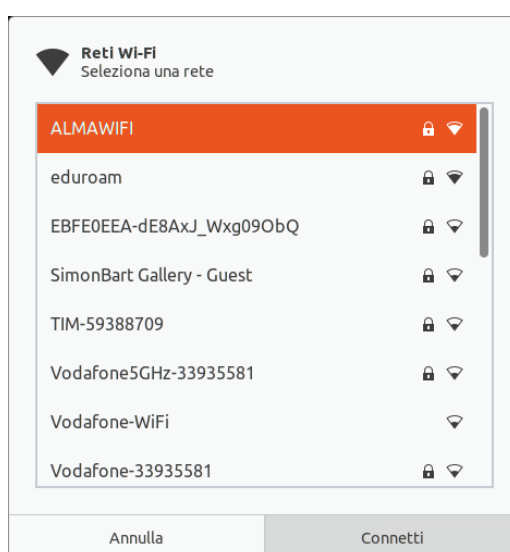 Reti Wi-Fi
Seleziona una rete
ALMAWIFI
eduroam
EBFE0EEA-dE8AxJ_Wxg09ObQ
SimonBart Gallery - Guest
TIM-59388709
Vodafone5GHz-33935581
Vodafone-WiFi
Vodafone-33935581
Annulla Connetti